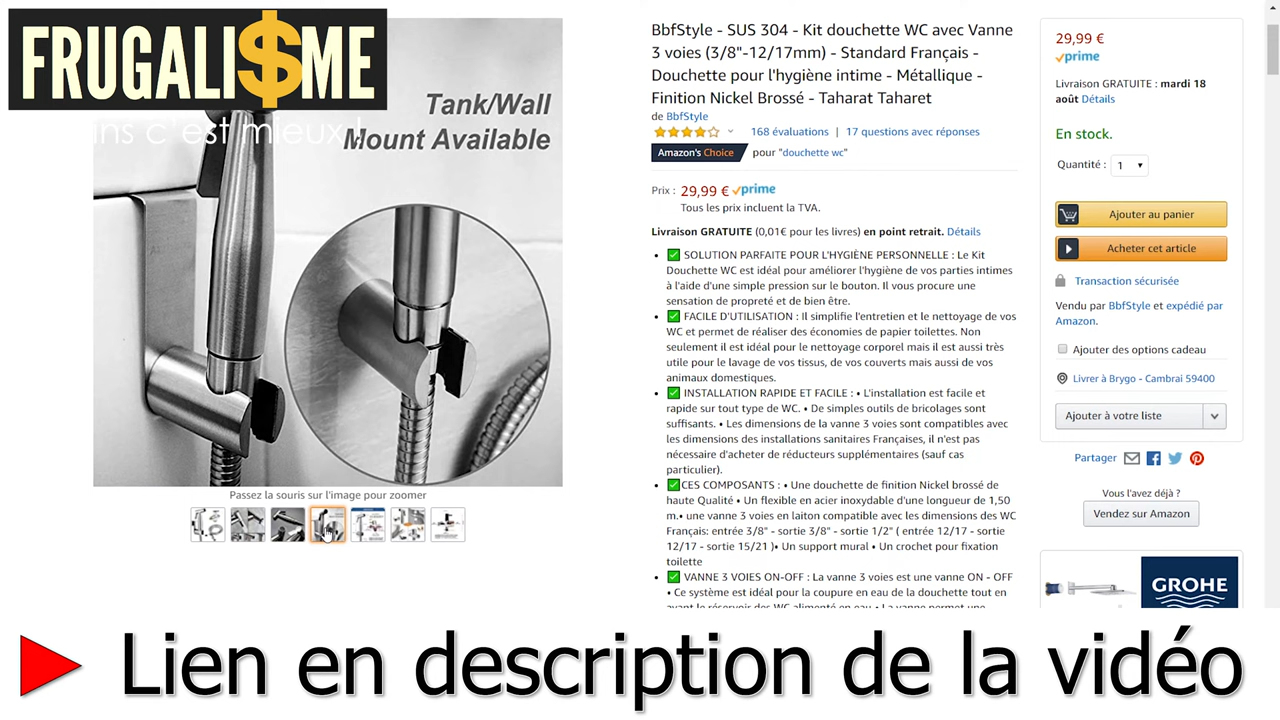 FRUGALI$ME
ins c'est mieux !
Tank/Wall
Mount Available
Passez la souris sur l'image pour zoomer
BbfStyle - SUS 304 - Kit douchette WC avec Vanne
3 voies (3/8"-12/17mm) - Standard Français -
Douchette pour l'hygiène intime - Métallique -
Finition Nickel Brossé - Taharat Taharet
de BbfStyle
168 évaluations | 17 questions avec réponses
Amazon's Choice pour "douchette wc"
Prix : 29,99 € prime
Tous les prix incluent la TVA.
Livraison GRATUITE (0,01€ pour les livres) en point retrait. Détails
• ✅ SOLUTION PARFAITE POUR L'HYGIÈNE PERSONNELLE : Le Kit
Douchette WC est idéal pour améliorer l'hygiène de vos parties intimes
à l'aide d'une simple pression sur le bouton. Il vous procure une
sensation de propreté et de bien être.
• ✅ FACILE D'UTILISATION : Il simplifie l'entretien et le nettoyage de vos
WC et permet de réaliser des économies de papier toilettes. Non
seulement il est idéal pour le nettoyage corporel mais il est aussi très
utile pour le lavage de vos tissus, de vos couverts mais aussi de vos
animaux domestiques.
• ✅ INSTALLATION RAPIDE ET FACILE : • L'installation est facile et
rapide sur tout type de WC. • De simples outils de bricolages sont
suffisants. • Les dimensions de la vanne 3 voies sont compatibles avec
les dimensions des installations sanitaires Françaises, il n'est pas
nécessaire d'acheter de réducteurs supplémentaires (sauf cas
particulier).
• ✅CES COMPOSANTS : • Une douchette de finition Nickel brossé de
haute Qualité • Un flexible en acier inoxydable d'une longueur de 1,50
m.• une vanne 3 voies en laiton compatible avec les dimensions des WC
Français: entrée 3/8" - sortie 3/8" - sortie 1/2" ( entrée 12/17 - sortie
12/17 - sortie 15/21 )• Un support mural • Un crochet pour fixation
toilette
• ✅ VANNE 3 VOIES ON-OFF : La vanne 3 voies est une vanne ON - OFF
• Ce système est idéal pour la coupure en eau de la douchette tout en
avant le réservoir des WC alimenté en eau • La vanne permet une
29,99 €
prime
Livraison GRATUITE : mardi 18
août Détails
En stock.
Quantité : 1
Ajouter au panier
Acheter cet article
Transaction sécurisée
Vendu par BbfStyle et expédié par
Amazon.
Ajouter des options cadeau
Livrer à Brygo - Cambrai 59400
Ajouter à votre liste
Partager
Vous l'avez déjà ?
Vendez sur Amazon
GROHE
Lien en description de la vidéo